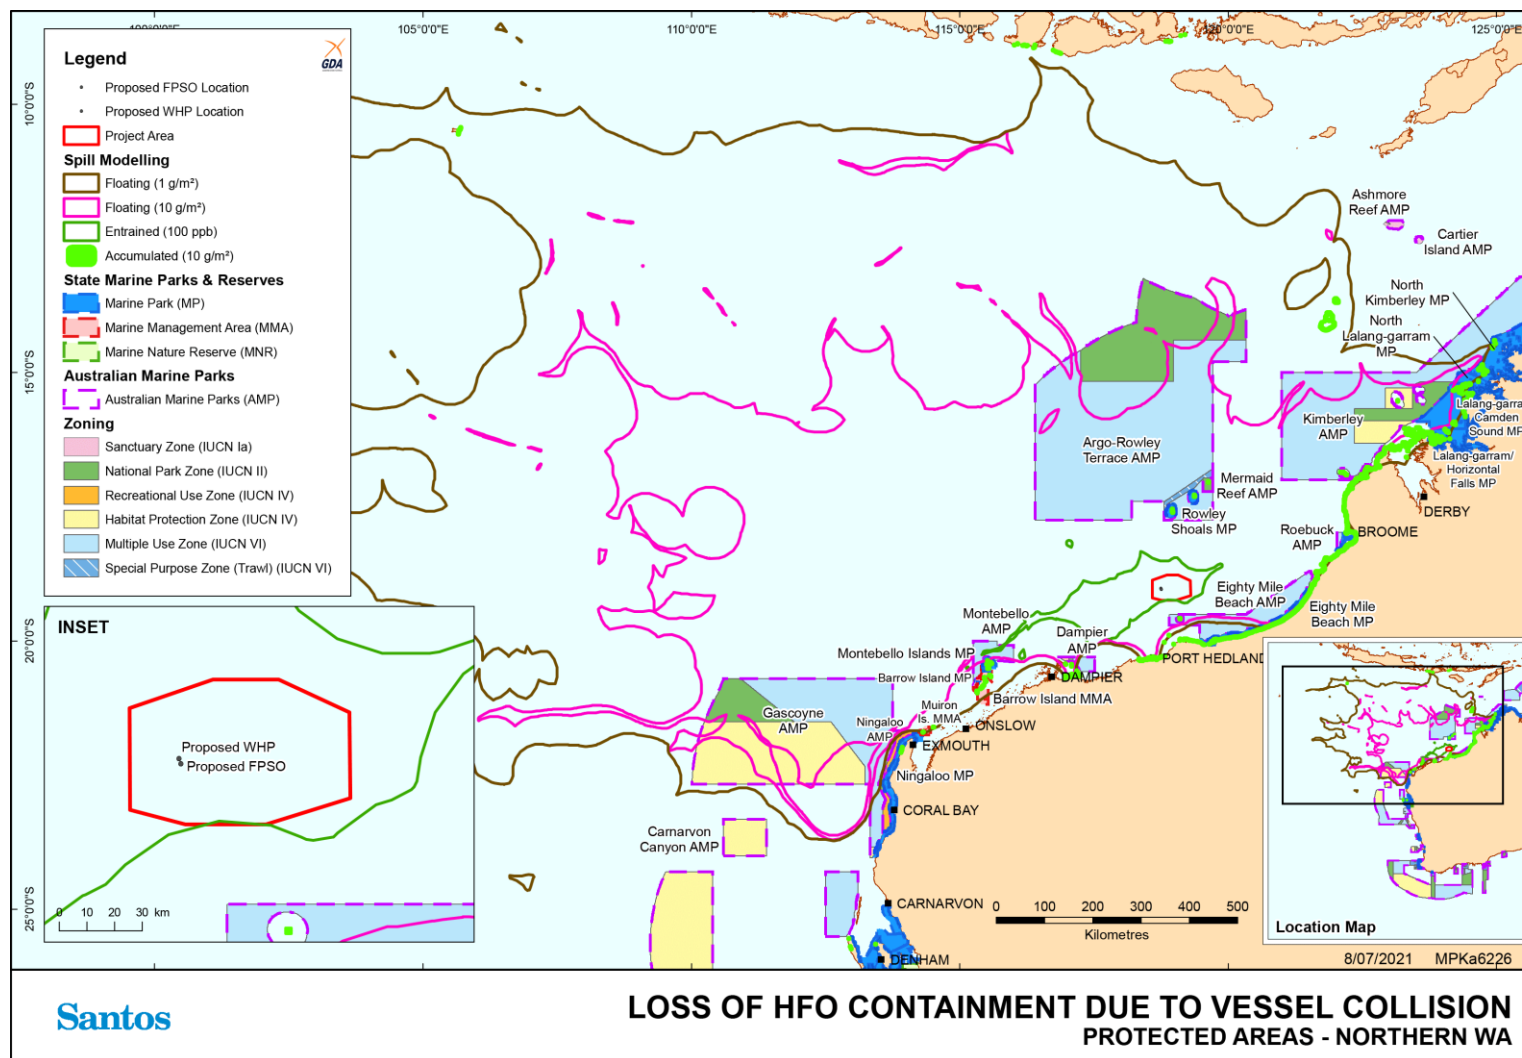 100°0'0"E
105°0'0"E
110°0'0"E
115°0'0"E
120°0'0"E
125°0'0"E
10°0'0"S
15°0'0"S
20°0'0"S
25°0'0"S
Legend
GDA
Proposed FPSO Location
Proposed WHP Location
Project Area
Spill Modelling
Floating (1 g/m²)
Floating (10 g/m²)
Entrained (100 ppb)
Accumulated (10 g/m²)
State Marine Parks & Reserves
Marine Park (MP)
Marine Management Area (MMA)
Marine Nature Reserve (MNR)
Australian Marine Parks
Australian Marine Parks (AMP)
Zoning
Sanctuary Zone (IUCN Ia)
National Park Zone (IUCN II)
Recreational Use Zone (IUCN IV)
Habitat Protection Zone (IUCN IV)
Multiple Use Zone (IUCN VI)
Special Purpose Zone (Trawl) (IUCN VI)
Ashmore
Reef AMP
Cartier
Island AMP
North
Kimberley MP
North
Lalang-garram
MP
Lalang-garra
Camden
Sound MP
Kimberley
AMP
Lalang-garram/
Horizontal
Falls MP
Argo-Rowley
Terrace AMP
Mermaid
Reef AMP
Rowley
Shoals MP
DERBY
Roebuck
AMP
BROOME
Eighty Mile
Beach AMP
Eighty Mile
Beach MP
Montebello
AMP
Dampier
AMP
Montebello Islands MP
PORT HEDLAND
Barrow Island MP
DAMPIER
Barrow Island MMA
Muiron
Is. MMA
Gascoyne
AMP
Ningaloo
AMP
ONSLOW
EXMOUTH
Ningaloo MP
CORAL BAY
Carnarvon
Canyon AMP
CARNARVON
DENHAM
INSET
Proposed WHP
Proposed FPSO
0 10 20 30 km
0 100 200 300 400 500
Kilometres
Location Map
8/07/2021 MPKa6226
Santos
LOSS OF HFO CONTAINMENT DUE TO VESSEL COLLISION
PROTECTED AREAS - NORTHERN WA